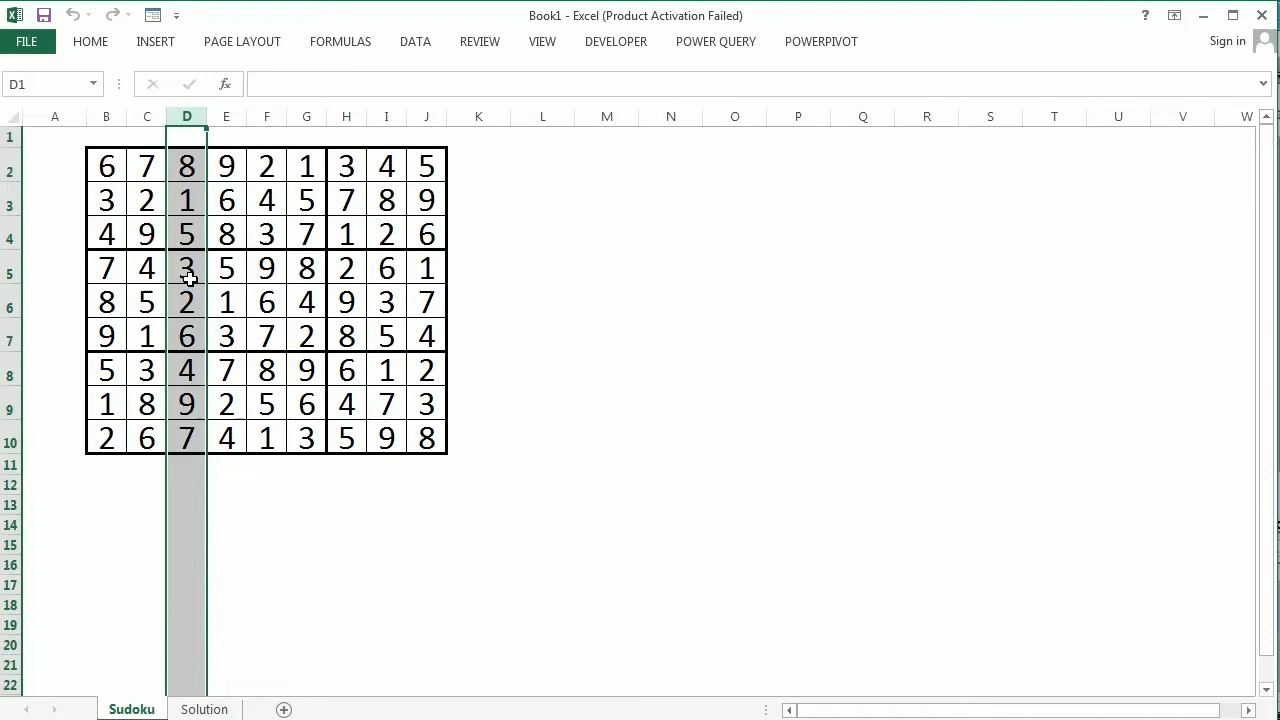 Book1 - Excel (Product Activation Failed)
?
FILE HOME INSERT PAGE LAYOUT FORMULAS DATA REVIEW VIEW DEVELOPER POWER QUERY POWERPIVOT Sign in
D1 fx
A B C D E F G H I J K L M N O P Q R S T U V W
1
2 6 7 8 9 2 1 3 4 5
3 3 2 1 6 4 5 7 8 9
4 4 9 5 8 3 7 1 2 6
5 7 4 3 5 9 8 2 6 1
6 8 5 2 1 6 4 9 3 7
7 9 1 6 3 7 2 8 5 4
8 5 3 4 7 8 9 6 1 2
9 1 8 9 2 5 6 4 7 3
10 2 6 7 4 1 3 5 9 8
11
12
13
14
15
16
17
18
19
20
21
22
Sudoku Solution